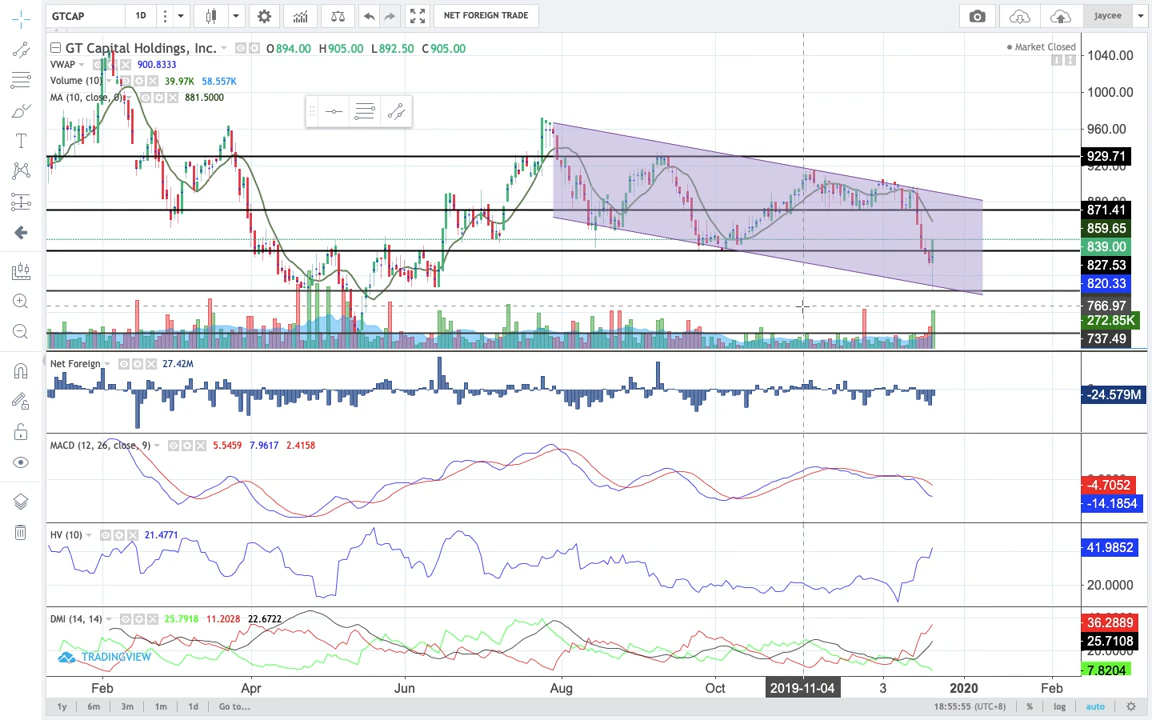 GTCAP 1D NET FOREIGN TRADE jaycee
GT Capital Holdings, Inc. O894.00 H905.00 L892.50 C905.00
Market Closed
VWAP 900.8333
Volume (10) 39.97K 58.557K
MA (10, close, 0) 881.5000
1040.00
1000.00
960.00
929.71
920.00
871.41
859.65
839.00
827.53
820.33
766.97
-272.85K
737.49
Net Foreign 27.42M
-24.579M
MACD (12, 26, close, 9) 5.5459 7.9617 2.4158
-4.7052
-14.1854
HV (10) 21.4771
41.9852
20.0000
DMI (14, 14) 25.7918 11.2028 22.6722
36.2889
25.7108
7.8204
TRADINGVIEW
Feb Apr Jun Aug Oct 2019-11-04 3 2020 Feb
1y 6m 3m 1m 1d Go to... 18:55:55 (UTC+8) % log auto